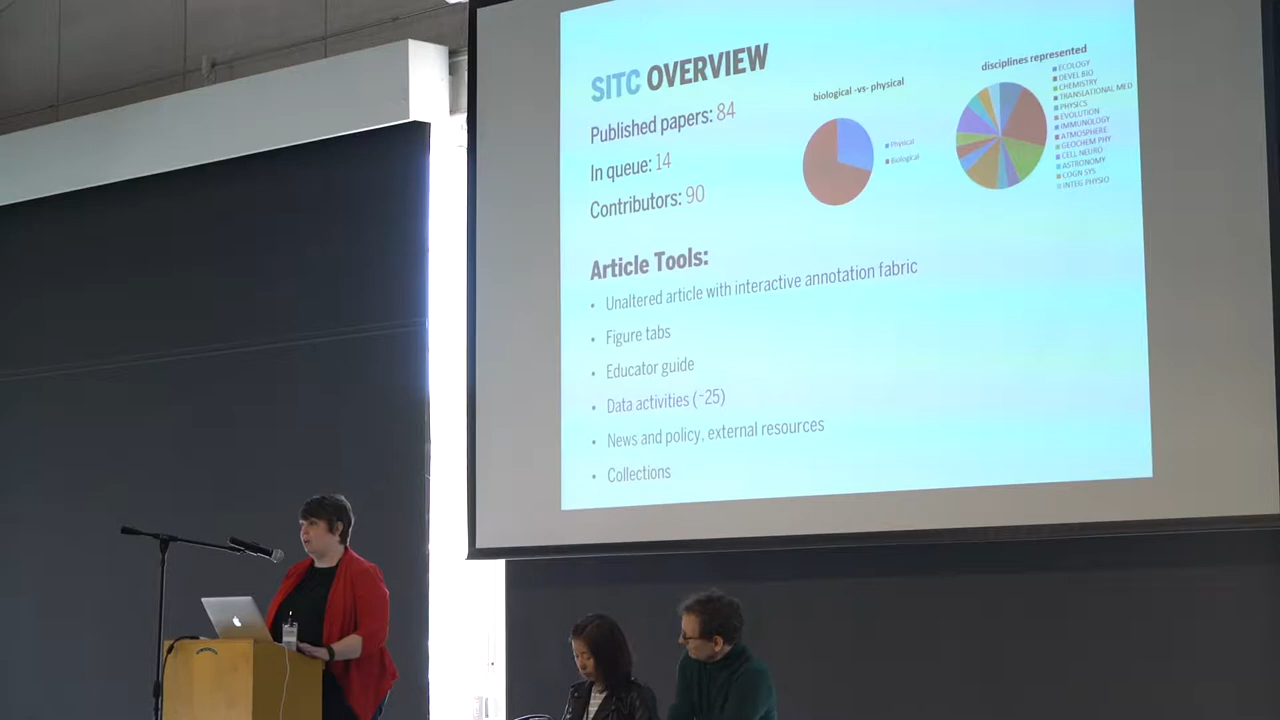 SITC OVERVIEW
Published papers: 84
In queue: 14
Contributors: 90
biological -vs- physical
Physical
Biological
disciplines represented
ECOLOGY
DEVEL BIO
CHEMISTRY
TRANSLATIONAL MED
PHYSICS
EVOLUTION
IMMUNOLOGY
ATMOSPHERE
GEOCHEM PHY
CELL NEURO
ASTRONOMY
COGN SYS
INTEG PHYSIO
Article Tools:
• Unaltered article with interactive annotation fabric
• Figure tabs
• Educator guide
• Data activities (~25)
• News and policy, external resources
• Collections